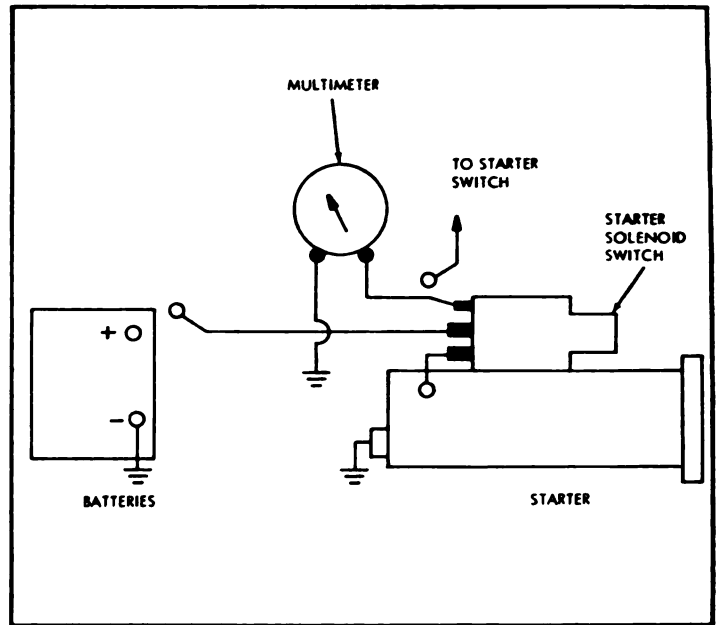 MULTIMETER
TO STARTER
SWITCH
STARTER
SOLENOID
SWITCH
+
−
BATTERIES
STARTER